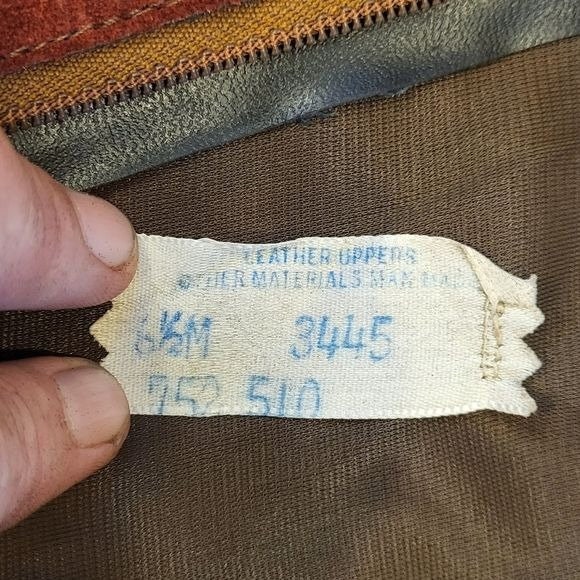 LEATHER UPPERS
OTHER MATERIALS MAN MADE
6½M 3445
752 510